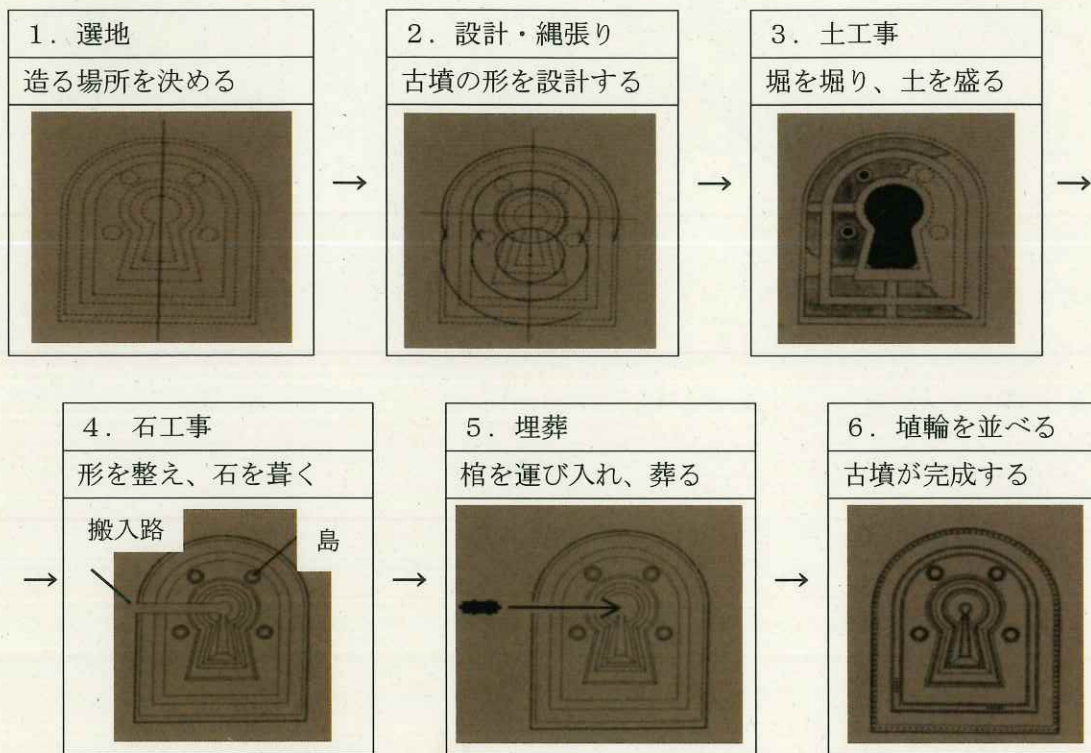 1．選地
造る場所を決める
→
2．設計・縄張り
古墳の形を設計する
→
3．土工事
堀を堀り、土を盛る
→
→
4．石工事
形を整え、石を葺く
搬入路
島
→
5．埋葬
棺を運び入れ、葬る
→
6．埴輪を並べる
古墳が完成する